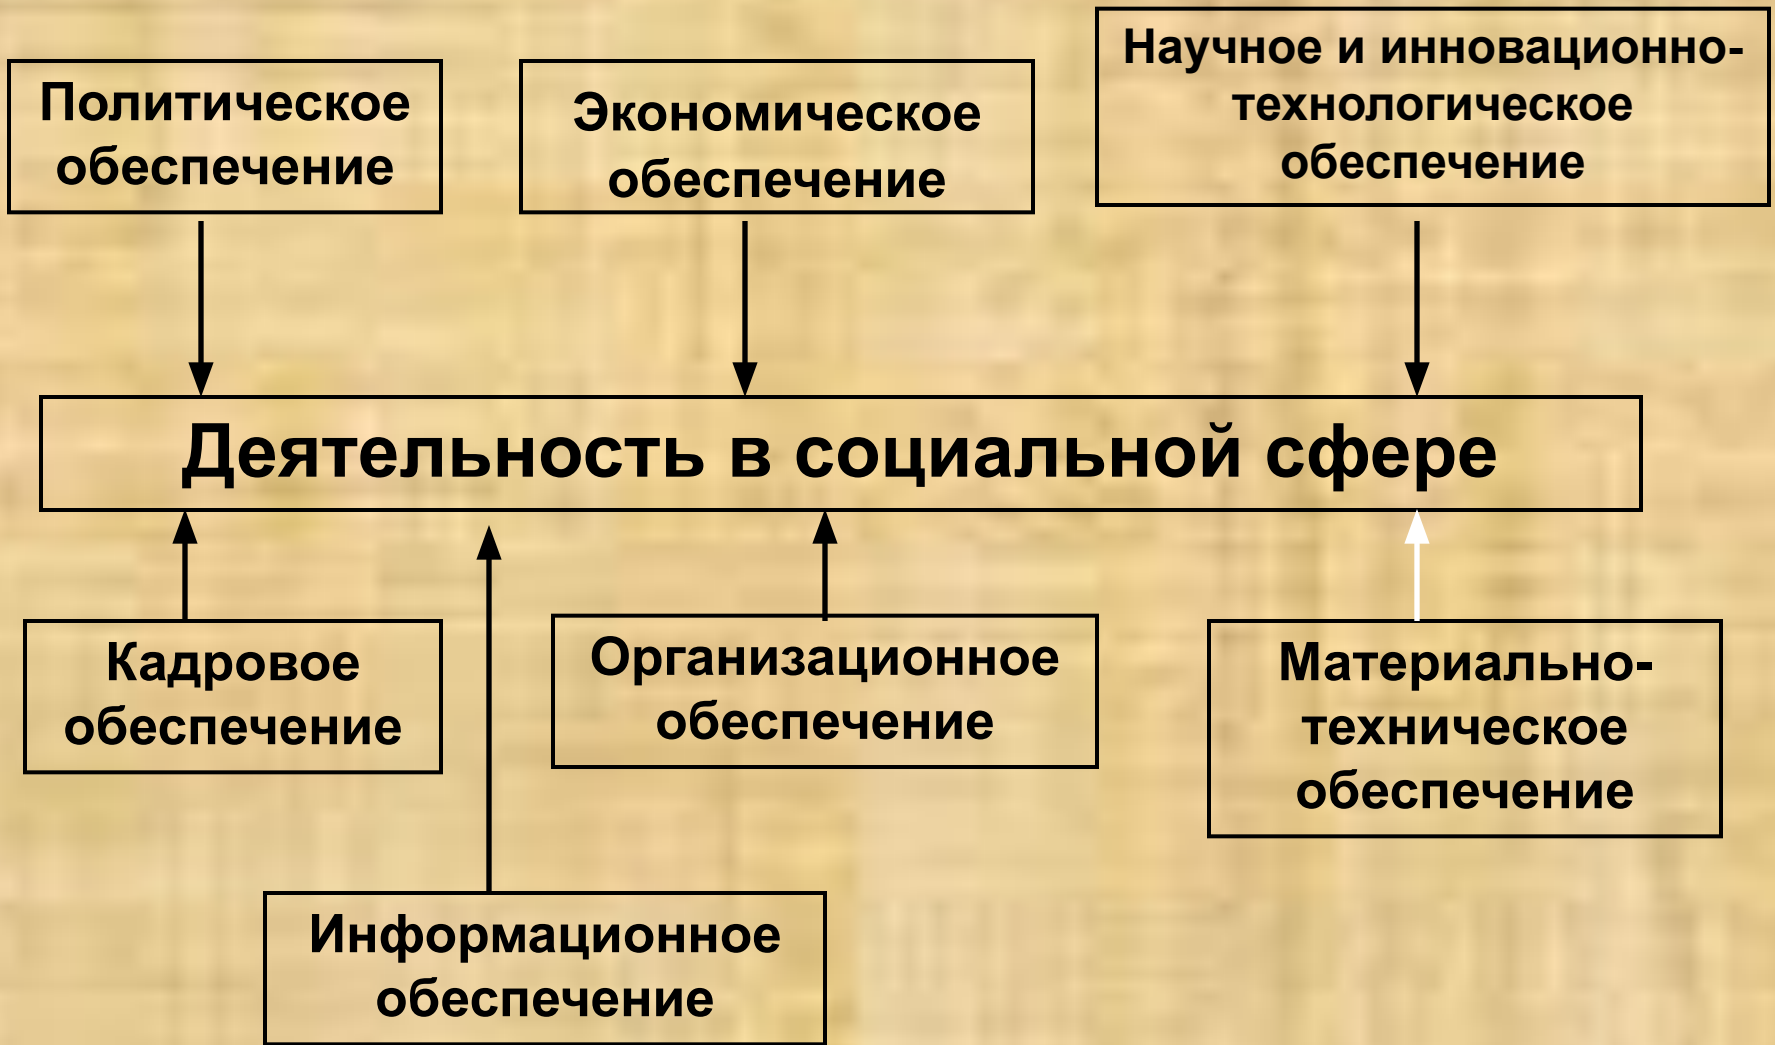 Политическое
обеспечение
Экономическое
обеспечение
Научное и инновационно-
технологическое
обеспечение
Деятельность в социальной сфере
Кадровое
обеспечение
Организационное
обеспечение
Материально-
техническое
обеспечение
Информационное
обеспечение